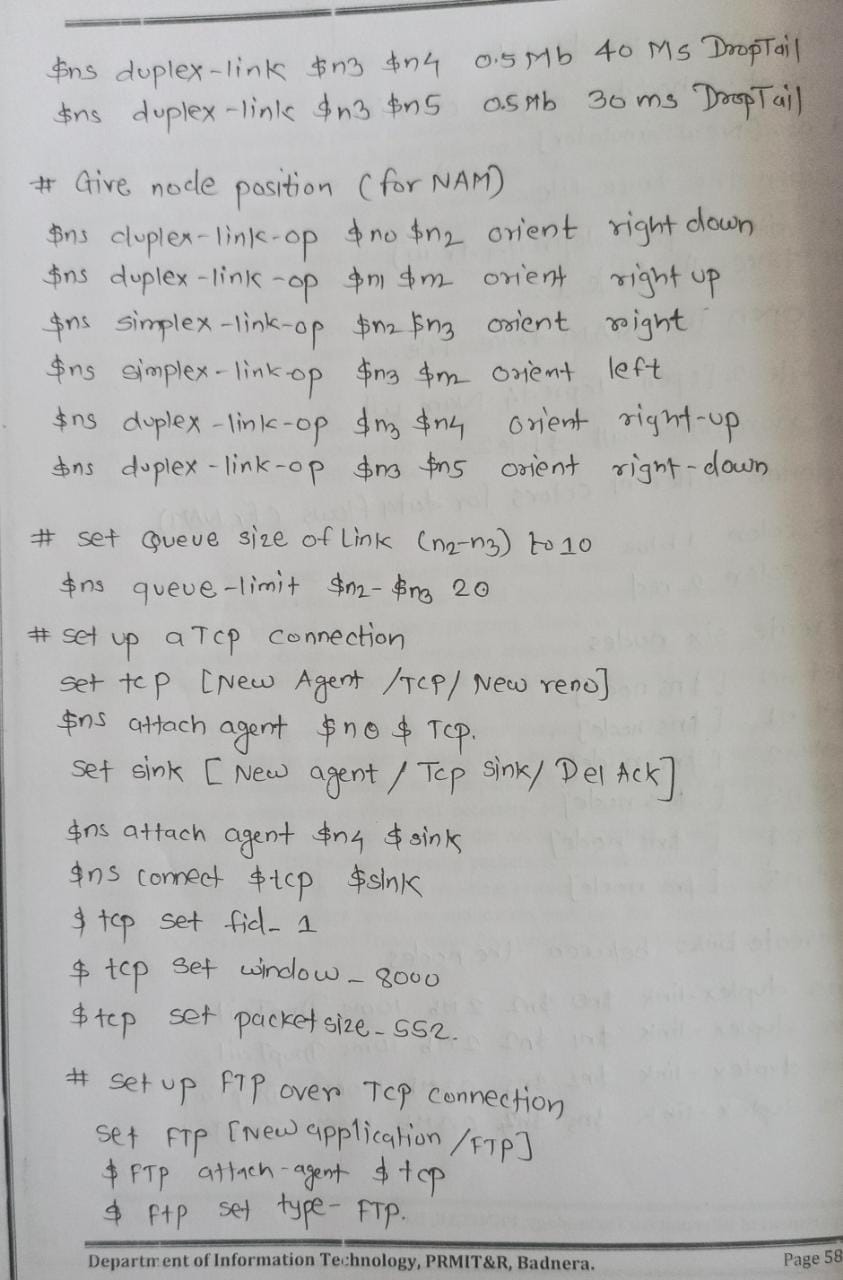 $ns duplex-link $n3 $n4 0.5 Mb 40 Ms DropTail
$ns duplex-link $n3 $n5 0.5 Mb 30 ms DropTail
# Give node position (for NAM)
$ns duplex-link-op $n0 $n2 orient right down
$ns duplex-link-op $n1 $n2 orient right up
$ns simplex-link-op $n2 $n3 orient right
$ns simplex-link-op $n3 $n2 orient left
$ns duplex-link-op $n3 $n4 orient right-up
$ns duplex-link-op $n3 $n5 orient right-down
# set Queue size of Link (n2-n3) to 10
$ns queue-limit $n2-$n3 20
# set up a Tcp connection
set tcp [New Agent /TCP/ New reno]
$ns attach agent $n0 $ Tcp.
Set sink [New agent / Tcp sink/ Del Ack]
$ns attach agent $n4 $sink
$ns connect $tcp $sink
$ tcp set fid_ 1
$ tcp set window_ 8000
$tcp set packet size_ 552.
# set up FTP over Tcp connection
set FTP [New application /FTP]
$ FTP attach-agent $ tcp
$ ftp set type- FTP.
Department of Information Technology, PRMIT&R, Badnera.
Page 58